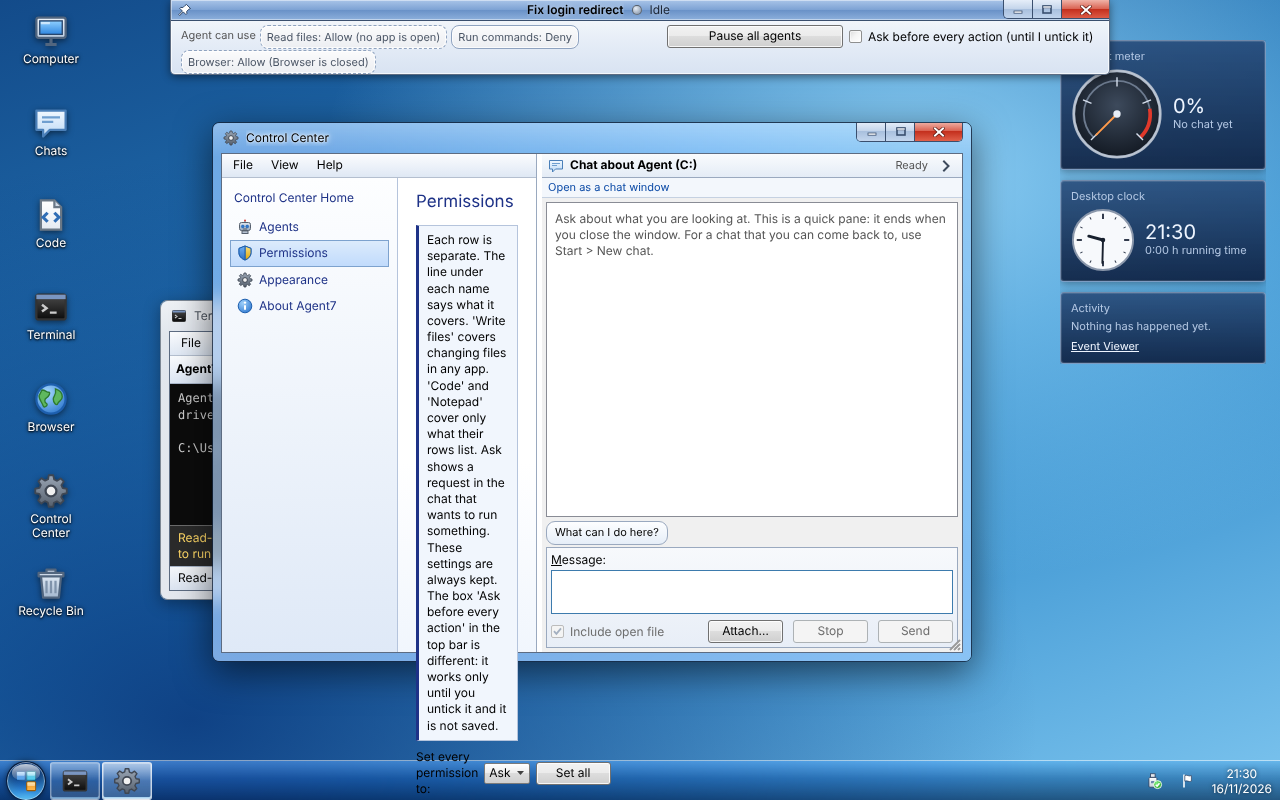 Fix login redirect
Idle
Agent can use
Read files: Allow (no app is open)
Run commands: Deny
Browser: Allow (Browser is closed)
Pause all agents
Ask before every action (until I untick it)
Computer
Chats
Code
Terminal
Browser
Control
Center
Recycle Bin
meter
0%
No chat yet
Desktop clock
21:30
0:00 h running time
Activity
Nothing has happened yet.
Event Viewer
File
Agent
drive
Read-
to run
Read-
Control Center
File
View
Help
Control Center Home
Agents
Permissions
Appearance
About Agent7
Permissions
Each row is
separate. The
line under
each name
says what it
covers. 'Write
files' covers
changing files
in any app.
'Code' and
'Notepad'
cover only
what their
rows list. Ask
shows a
request in the
chat that
wants to run
something.
These
settings are
always kept.
The box 'Ask
before every
action' in the
top bar is
different: it
works only
until you
untick it and it
is not saved.
Set every
permission
to:
Ask
Set all
Chat about Agent (C:)
Ready
Open as a chat window
Ask about what you are looking at. This is a quick pane: it ends when
you close the window. For a chat that you can come back to, use
Start > New chat.
What can I do here?
Message:
Include open file
Attach...
Stop
Send
21:30
16/11/2026